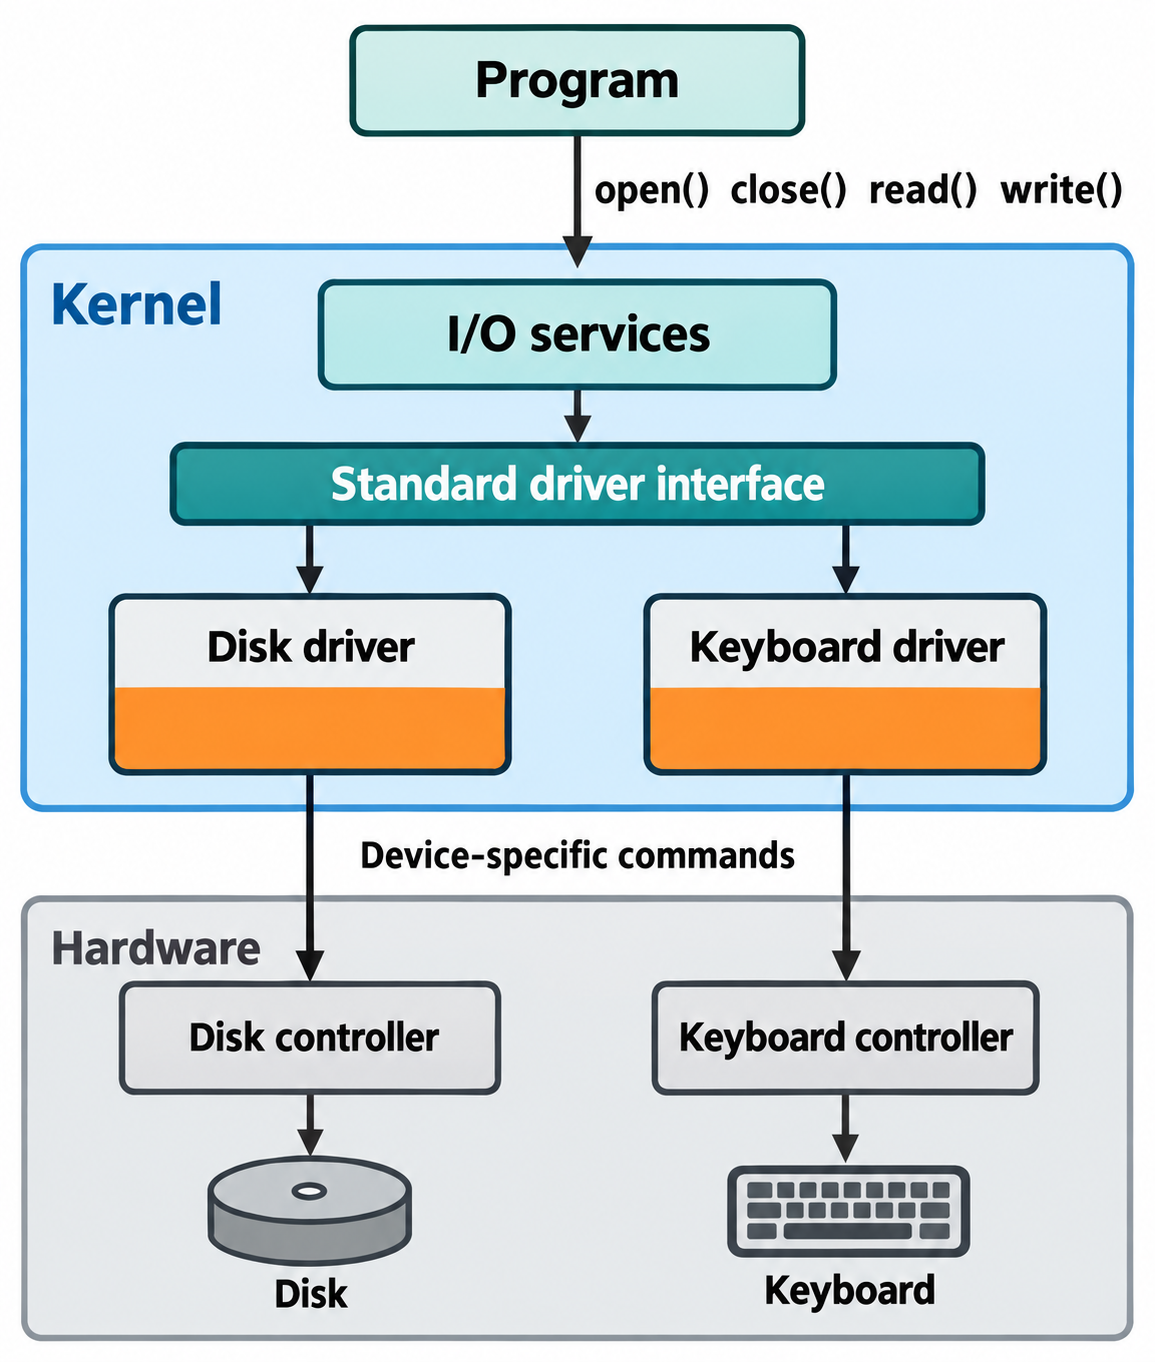 Program
open() close() read() write()
Kernel
I/O services
Standard driver interface
Disk driver
Keyboard driver
Device-specific commands
Hardware
Disk controller
Keyboard controller
Disk
Keyboard